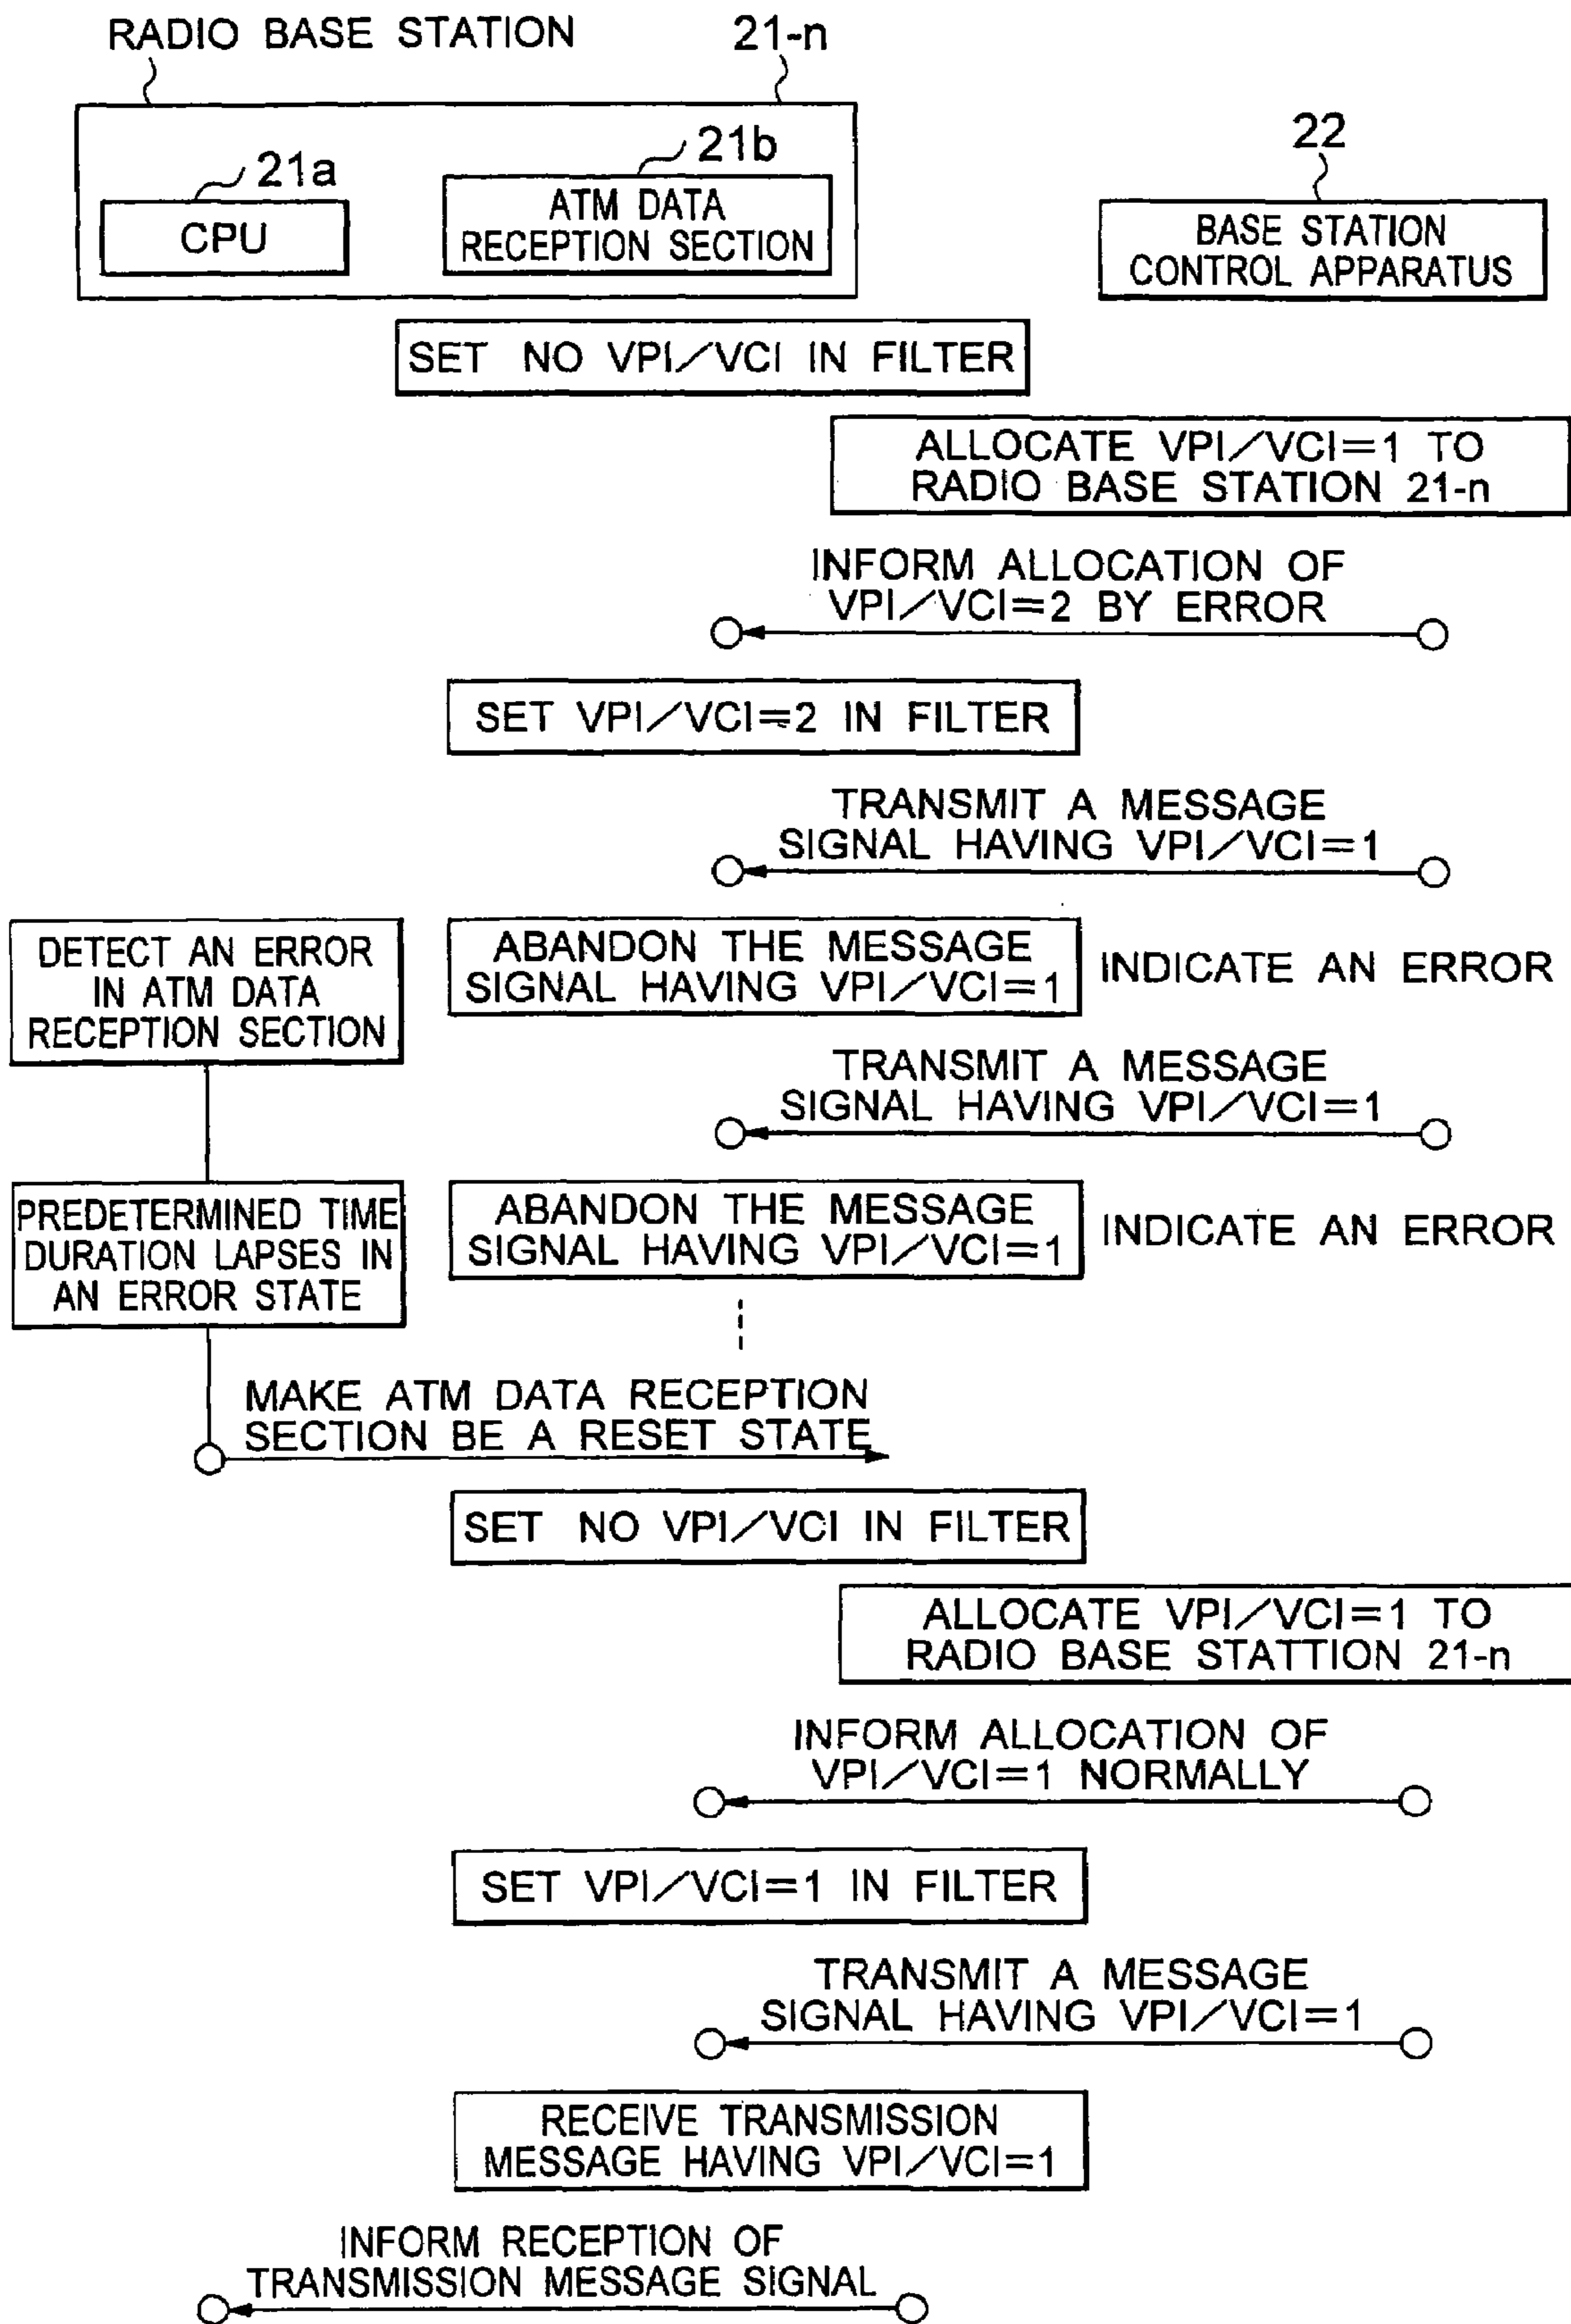 RADIO BASE STATION
21-n
21a
21b
22
CPU
ATM DATA
RECEPTION SECTION
BASE STATION
CONTROL APPARATUS
SET NO VPI/VCI IN FILTER
ALLOCATE VPI/VCI=1 TO
RADIO BASE STATION 21-n
INFORM ALLOCATION OF
VPI/VCI=2 BY ERROR
SET VPI/VCI=2 IN FILTER
TRANSMIT A MESSAGE
SIGNAL HAVING VPI/VCI=1
DETECT AN ERROR
IN ATM DATA
RECEPTION SECTION
ABANDON THE MESSAGE
SIGNAL HAVING VPI/VCI=1
INDICATE AN ERROR
TRANSMIT A MESSAGE
SIGNAL HAVING VPI/VCI=1
PREDETERMINED TIME
DURATION LAPSES IN
AN ERROR STATE
ABANDON THE MESSAGE
SIGNAL HAVING VPI/VCI=1
INDICATE AN ERROR
MAKE ATM DATA RECEPTION
SECTION BE A RESET STATE
SET NO VPI/VCI IN FILTER
ALLOCATE VPI/VCI=1 TO
RADIO BASE STATTION 21-n
INFORM ALLOCATION OF
VPI/VCI=1 NORMALLY
SET VPI/VCI=1 IN FILTER
TRANSMIT A MESSAGE
SIGNAL HAVING VPI/VCI=1
RECEIVE TRANSMISSION
MESSAGE HAVING VPI/VCI=1
INFORM RECEPTION OF
TRANSMISSION MESSAGE SIGNAL